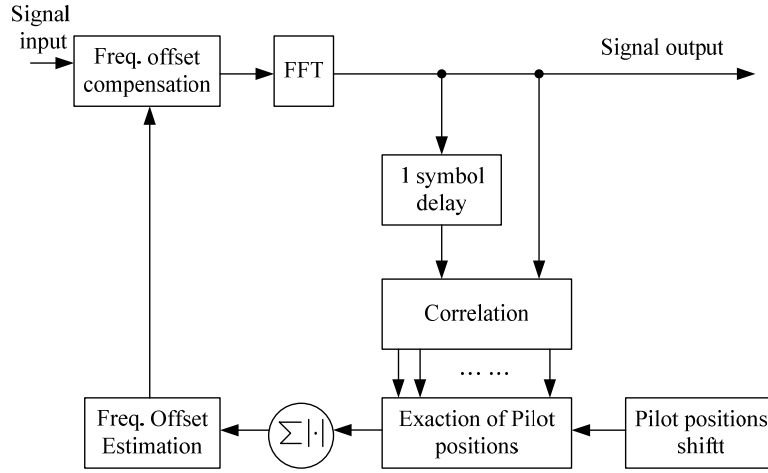 Signal
input
Freq. offset
compensation
FFT
Signal output
1 symbol
delay
Correlation
... ...
Freq. Offset
Estimation
∑|·|
Exaction of Pilot
positions
Pilot positions
shiftt